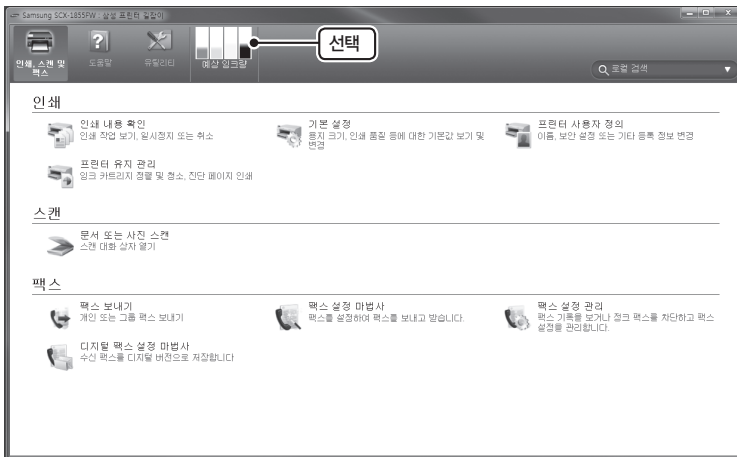 Samsung SCX-1855FW : 삼성 프린터 길잡이
인쇄, 스캔 및
팩스
도움말
유틸리티
예상 잉크량
선택
로컬 검색
인쇄
인쇄 내용 확인
인쇄 작업 보기, 일시정지 또는 취소
기본 설정
용지 크기, 인쇄 품질 등에 대한 기본값 보기 및
변경
프린터 사용자 정의
이름, 보안 설정 또는 기타 등록 정보 변경
프린터 유지 관리
잉크 카트리지 정렬 및 청소, 진단 페이지 인쇄
스캔
문서 또는 사진 스캔
스캔 대화 상자 열기
팩스
팩스 보내기
개인 또는 그룹 팩스 보내기
팩스 설정 마법사
팩스를 설정하여 팩스를 보내고 받습니다.
팩스 설정 관리
팩스 기록을 보거나 정크 팩스를 차단하고 팩스
설정을 관리합니다.
디지털 팩스 설정 마법사
수신 팩스를 디지털 버전으로 저장합니다